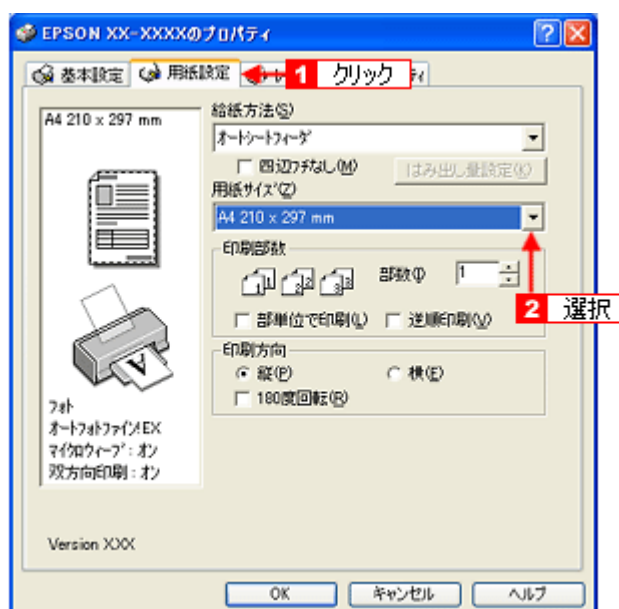 EPSON XX-XXXXのプロパティ
基本設定
用紙設定
1 クリック
A4 210 x 297 mm
給紙方法(S)
オートシートフィーダ
四辺フチなし(M)
はみ出し量設定(K)
用紙サイズ(Z)
A4 210 x 297 mm
印刷部数
部数(I) 1
部単位で印刷(L)
逆順印刷(V)
2 選択
印刷方向
縦(P)
横(E)
180度回転(R)
フォト
オートフォトファイン!EX
マイクロウィーブ : オン
双方向印刷 : オン
Version XXX
OK
キャンセル
ヘルプ